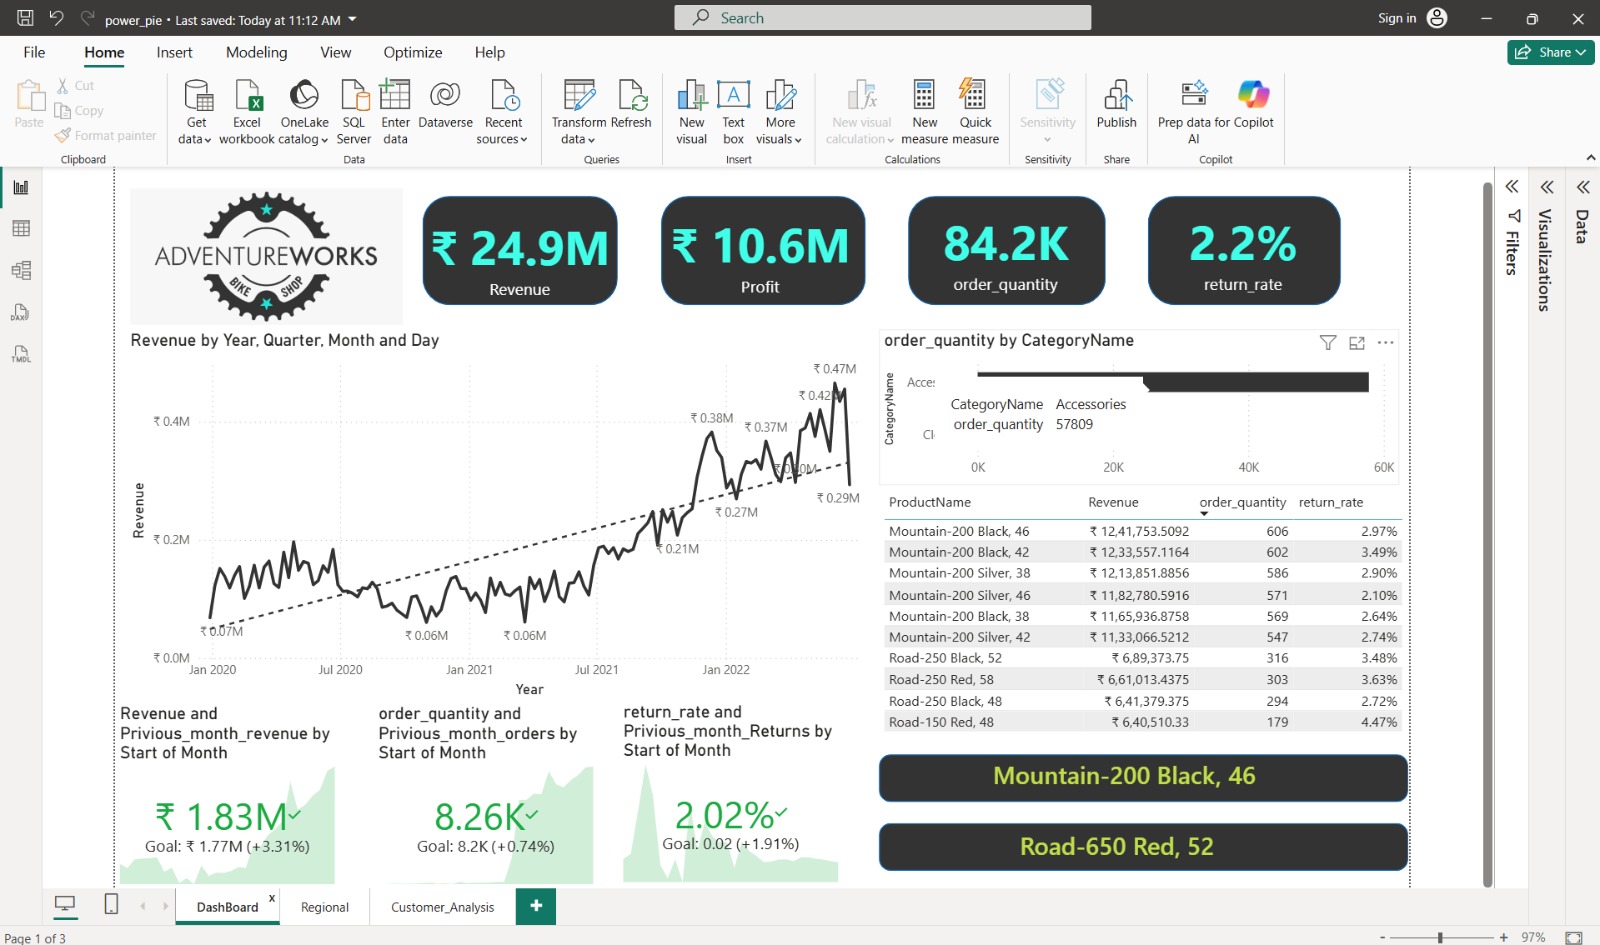 power_pie • Last saved: Today at 11:12 AM
Search
Sign in
File Home Insert Modeling View Optimize Help
Share
Paste
Cut
Copy
Format painter
Clipboard
Get data
Excel workbook
OneLake catalog
SQL Server
Enter data
Dataverse
Recent sources
Data
Transform data
Refresh
Queries
New visual
Text box
More visuals
Insert
New visual calculation
New measure
Quick measure
Calculations
Sensitivity
Sensitivity
Publish
Share
Prep data for AI
Copilot
Copilot
DAX
TMDL
ADVENTUREWORKS
BIKE SHOP
₹ 24.9M
Revenue
₹ 10.6M
Profit
84.2K
order_quantity
2.2%
return_rate
Filters
Visualizations
Data
Revenue by Year, Quarter, Month and Day
Revenue
₹ 0.4M
₹ 0.2M
₹ 0.0M
₹ 0.07M
₹ 0.06M
₹ 0.06M
₹ 0.21M
₹ 0.38M
₹ 0.27M
₹ 0.37M
₹ 0.47M
₹ 0.29M
Jan 2020 Jul 2020 Jan 2021 Jul 2021 Jan 2022
Year
order_quantity by CategoryName
CategoryName
Acces
Cl
CategoryName Accessories
order_quantity 57809
0K 20K 40K 60K
ProductName Revenue order_quantity return_rate
Mountain-200 Black, 46 ₹ 12,41,753.5092 606 2.97%
Mountain-200 Black, 42 ₹ 12,33,557.1164 602 3.49%
Mountain-200 Silver, 38 ₹ 12,13,851.8856 586 2.90%
Mountain-200 Silver, 46 ₹ 11,82,780.5916 571 2.10%
Mountain-200 Black, 38 ₹ 11,65,936.8758 569 2.64%
Mountain-200 Silver, 42 ₹ 11,33,066.5212 547 2.74%
Road-250 Black, 52 ₹ 6,89,373.75 316 3.48%
Road-250 Red, 58 ₹ 6,61,013.4375 303 3.63%
Road-250 Black, 48 ₹ 6,41,379.375 294 2.72%
Road-150 Red, 48 ₹ 6,40,510.33 179 4.47%
Revenue and
Privious_month_revenue by
Start of Month
₹ 1.83M
Goal: ₹ 1.77M (+3.31%)
order_quantity and
Privious_month_orders by
Start of Month
8.26K
Goal: 8.2K (+0.74%)
return_rate and
Privious_month_Returns by
Start of Month
2.02%
Goal: 0.02 (+1.91%)
Mountain-200 Black, 46
Road-650 Red, 52
DashBoard x
Regional
Customer_Analysis
+
Page 1 of 3
- + 97%